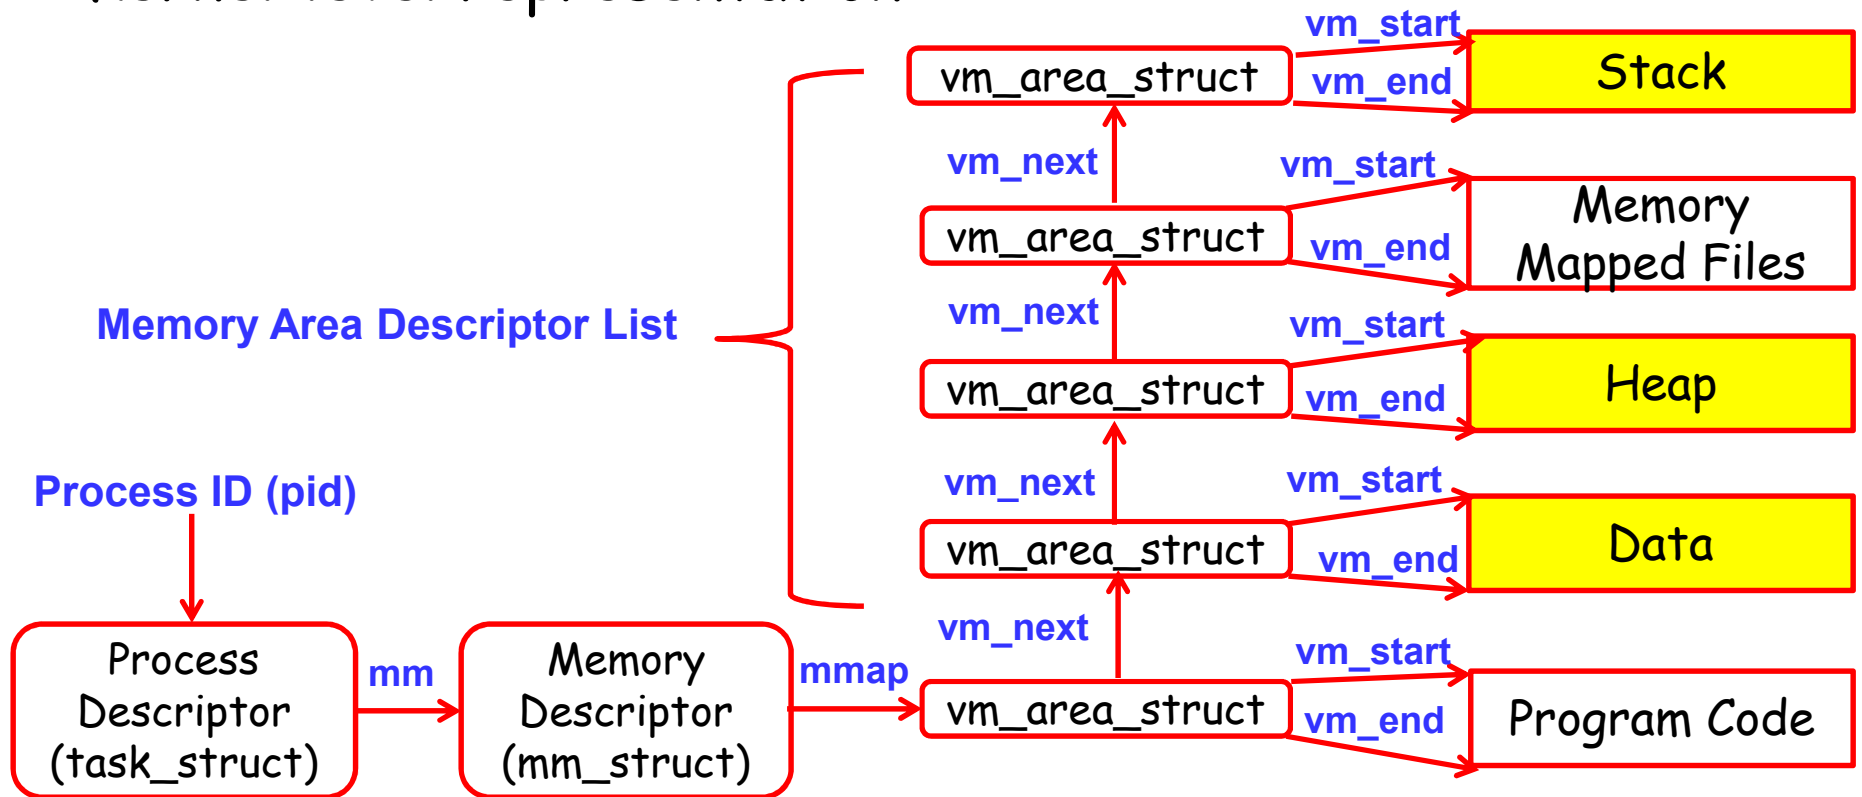 vm_start
vm_area_struct
vm_end
Stack
vm_next
vm_start
vm_area_struct
vm_end
Memory
Mapped Files
Memory Area Descriptor List
vm_next
vm_start
vm_area_struct
vm_end
Heap
Process ID (pid)
vm_next
vm_start
vm_area_struct
vm_end
Data
vm_next
Process
Descriptor
(task_struct)
mm
Memory
Descriptor
(mm_struct)
mmap
vm_area_struct
vm_start
vm_end
Program Code